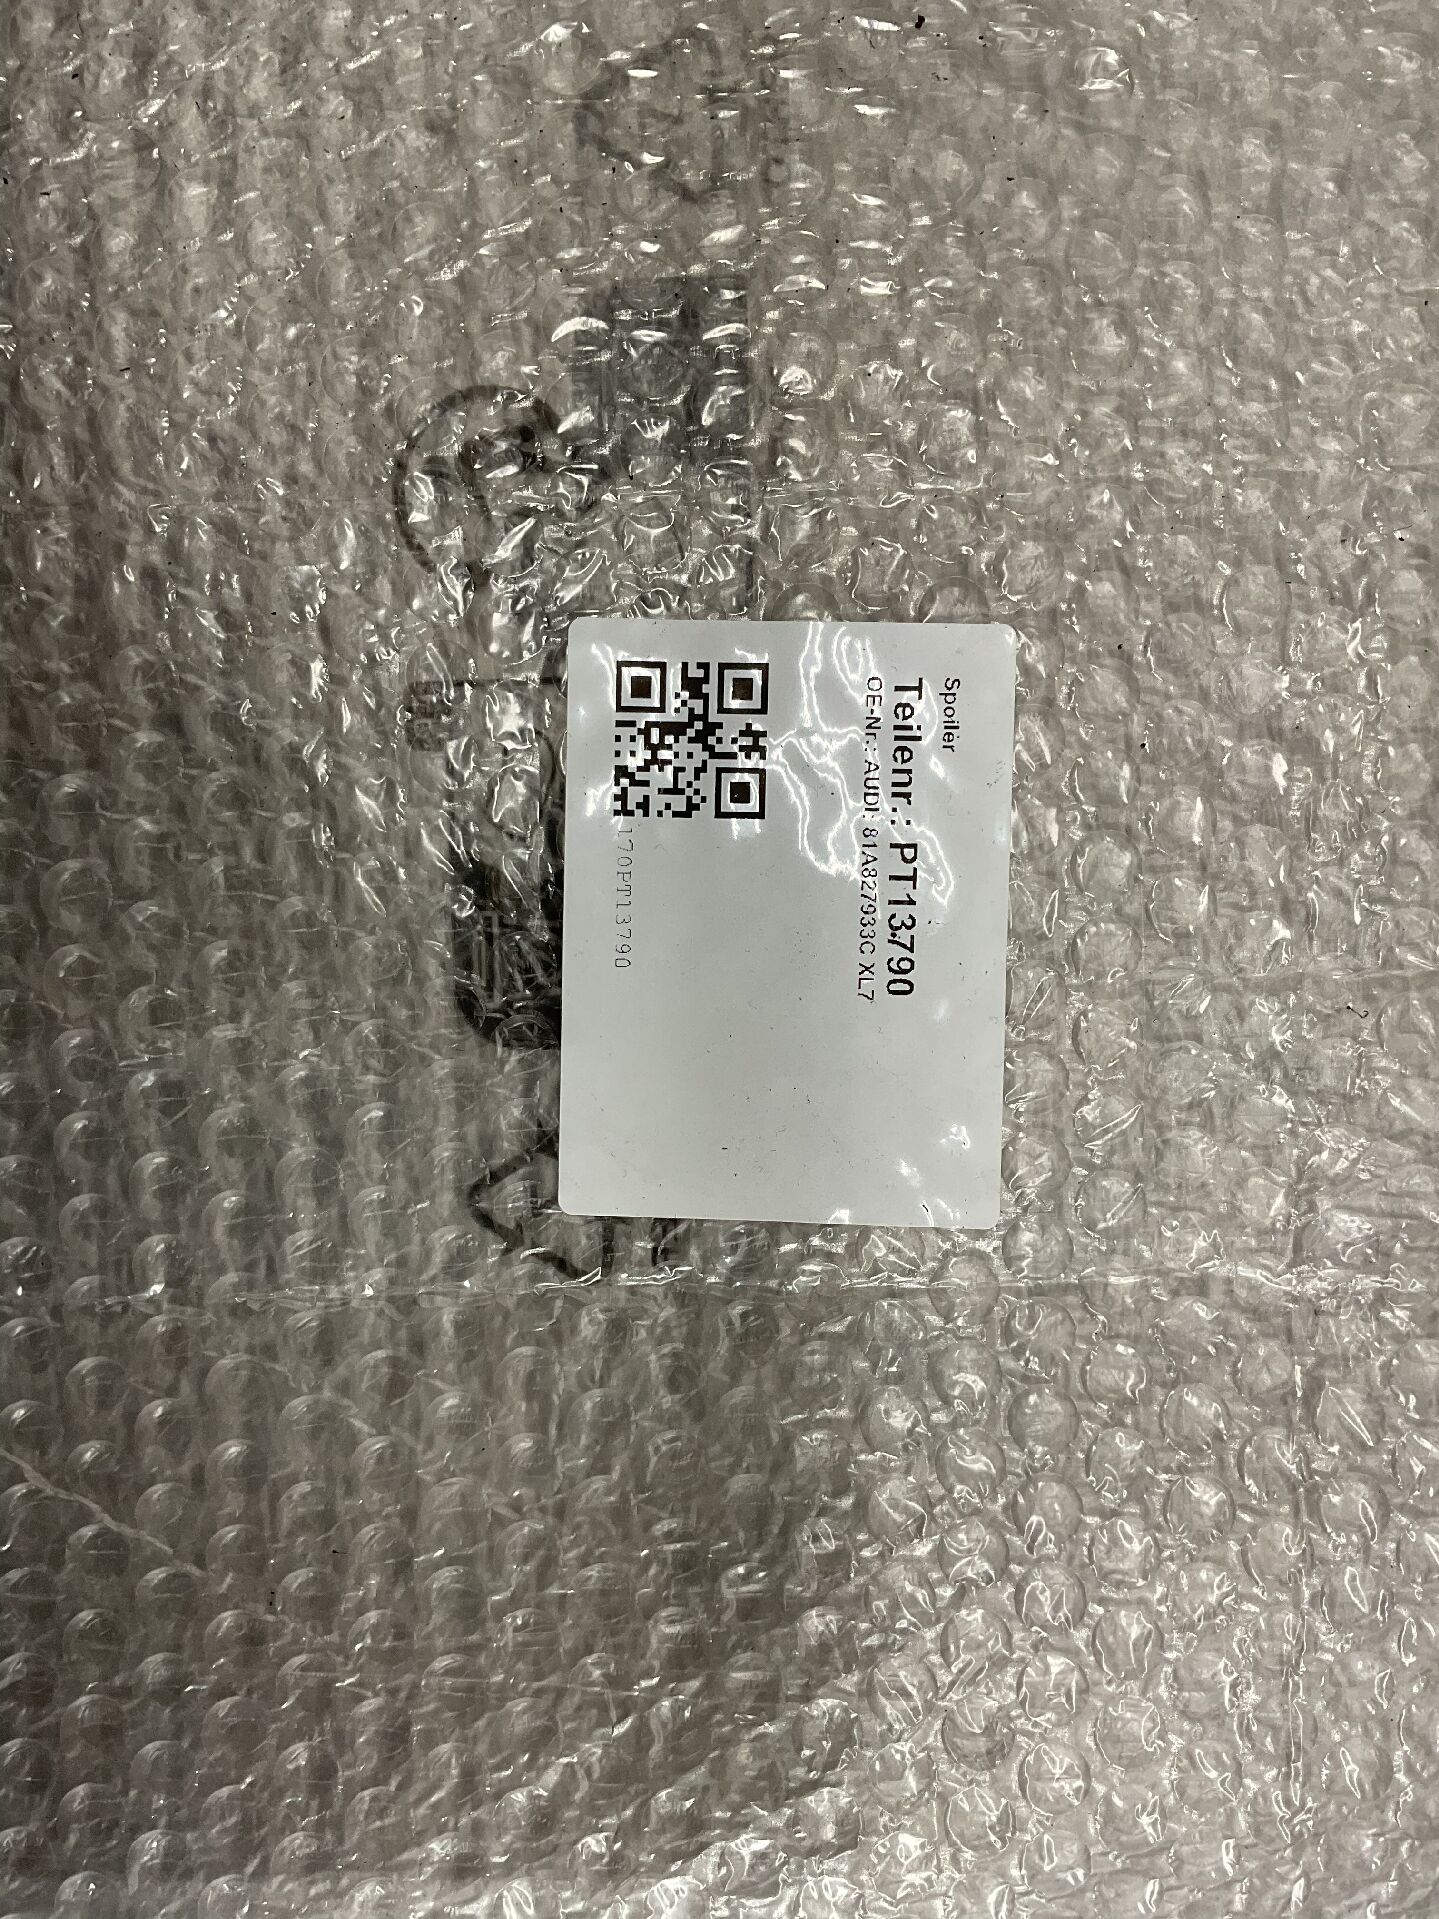 Spoiler
Teilenr.: PT13790
OE-Nr.: AUDI: 81A827933C XL7
170PT13790